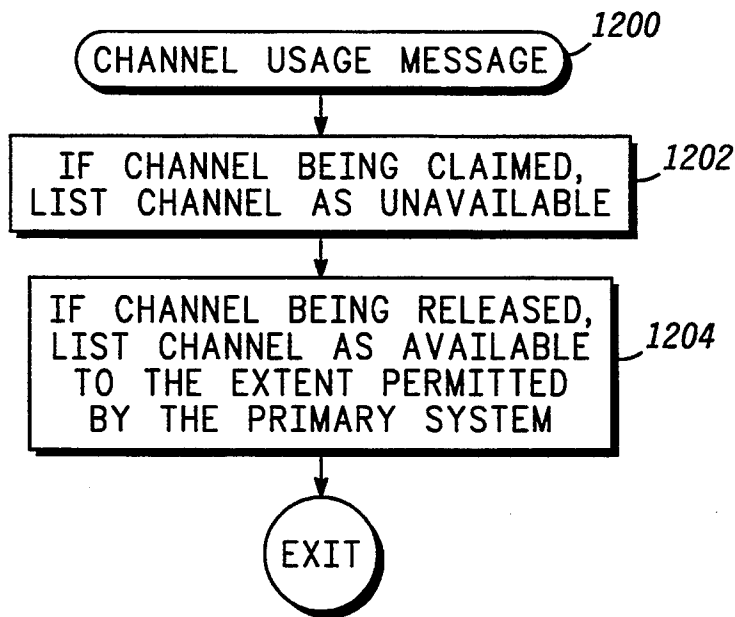 CHANNEL USAGE MESSAGE
1200
IF CHANNEL BEING CLAIMED,
LIST CHANNEL AS UNAVAILABLE
1202
IF CHANNEL BEING RELEASED,
LIST CHANNEL AS AVAILABLE
TO THE EXTENT PERMITTED
BY THE PRIMARY SYSTEM
1204
EXIT